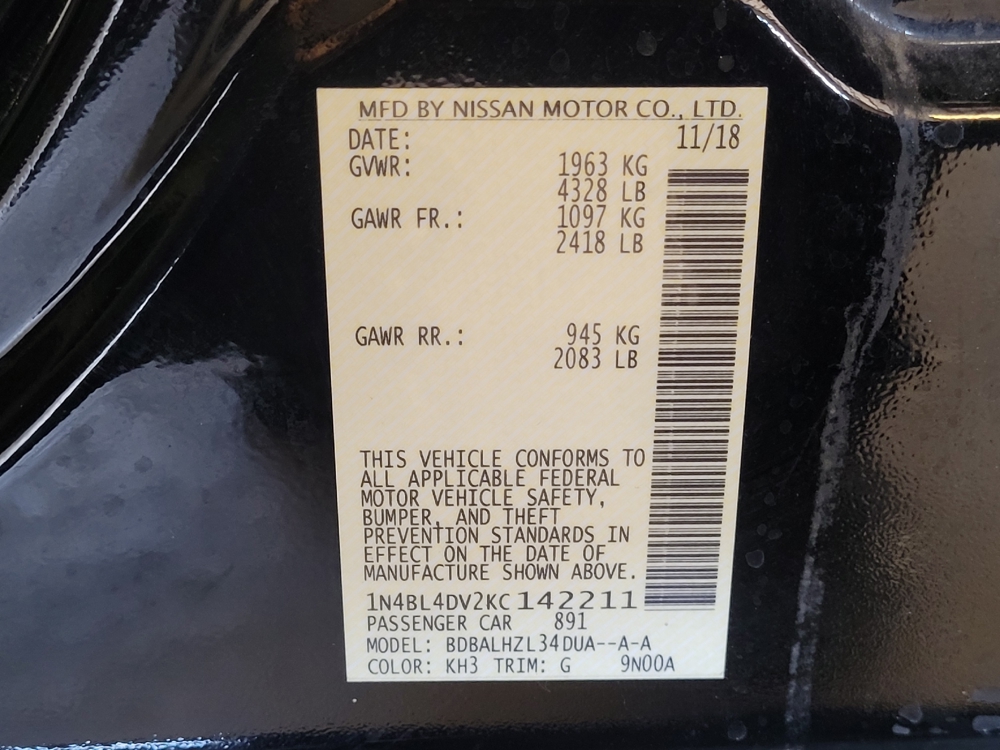 MFD BY NISSAN MOTOR CO., LTD.
DATE: 11/18
GVWR: 1963 KG
4328 LB
GAWR FR.: 1097 KG
2418 LB
GAWR RR.: 945 KG
2083 LB
THIS VEHICLE CONFORMS TO
ALL APPLICABLE FEDERAL
MOTOR VEHICLE SAFETY,
BUMPER, AND THEFT
PREVENTION STANDARDS IN
EFFECT ON THE DATE OF
MANUFACTURE SHOWN ABOVE.
1N4BL4DV2KC142211
PASSENGER CAR 891
MODEL: BDBALHZL34DUA--A-A
COLOR: KH3 TRIM: G 9N00A